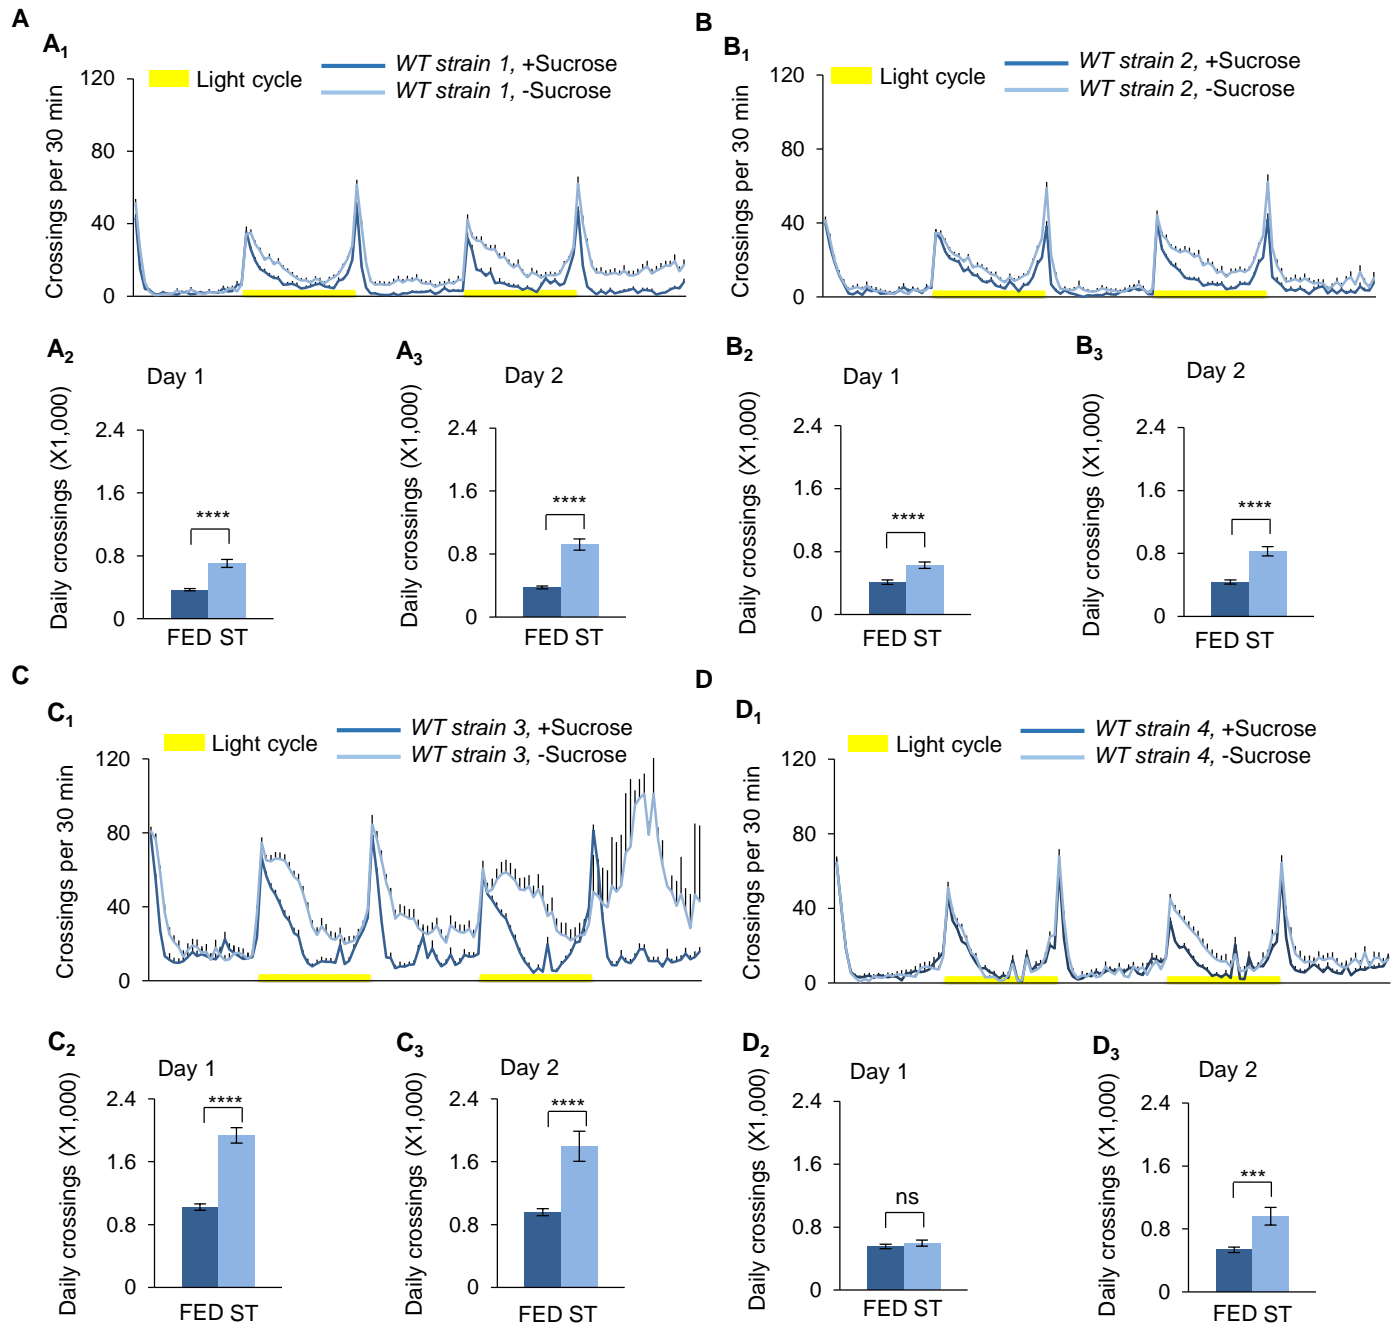 A
A1
Light cycle
WT strain 1, +Sucrose
WT strain 1, -Sucrose
Crossings per 30 min
120
80
40
0
A2
Day 1
Daily crossings (X1,000)
2.4
1.6
0.8
0
****
FED ST
A3
Day 2
Daily crossings (X1,000)
2.4
1.6
0.8
0
****
FED ST
B
B1
Light cycle
WT strain 2, +Sucrose
WT strain 2, -Sucrose
Crossings per 30 min
120
80
40
0
B2
Day 1
Daily crossings (X1,000)
2.4
1.6
0.8
0
****
FED ST
B3
Day 2
Daily crossings (X1,000)
2.4
1.6
0.8
0
****
FED ST
C
C1
Light cycle
WT strain 3, +Sucrose
WT strain 3, -Sucrose
Crossings per 30 min
120
80
40
0
C2
Day 1
Daily crossings (X1,000)
2.4
1.6
0.8
0
****
FED ST
C3
Day 2
Daily crossings (X1,000)
2.4
1.6
0.8
0
****
FED ST
D
D1
Light cycle
WT strain 4, +Sucrose
WT strain 4, -Sucrose
Crossings per 30 min
120
80
40
0
D2
Day 1
Daily crossings (X1,000)
2.4
1.6
0.8
0
ns
FED ST
D3
Day 2
Daily crossings (X1,000)
2.4
1.6
0.8
0
***
FED ST